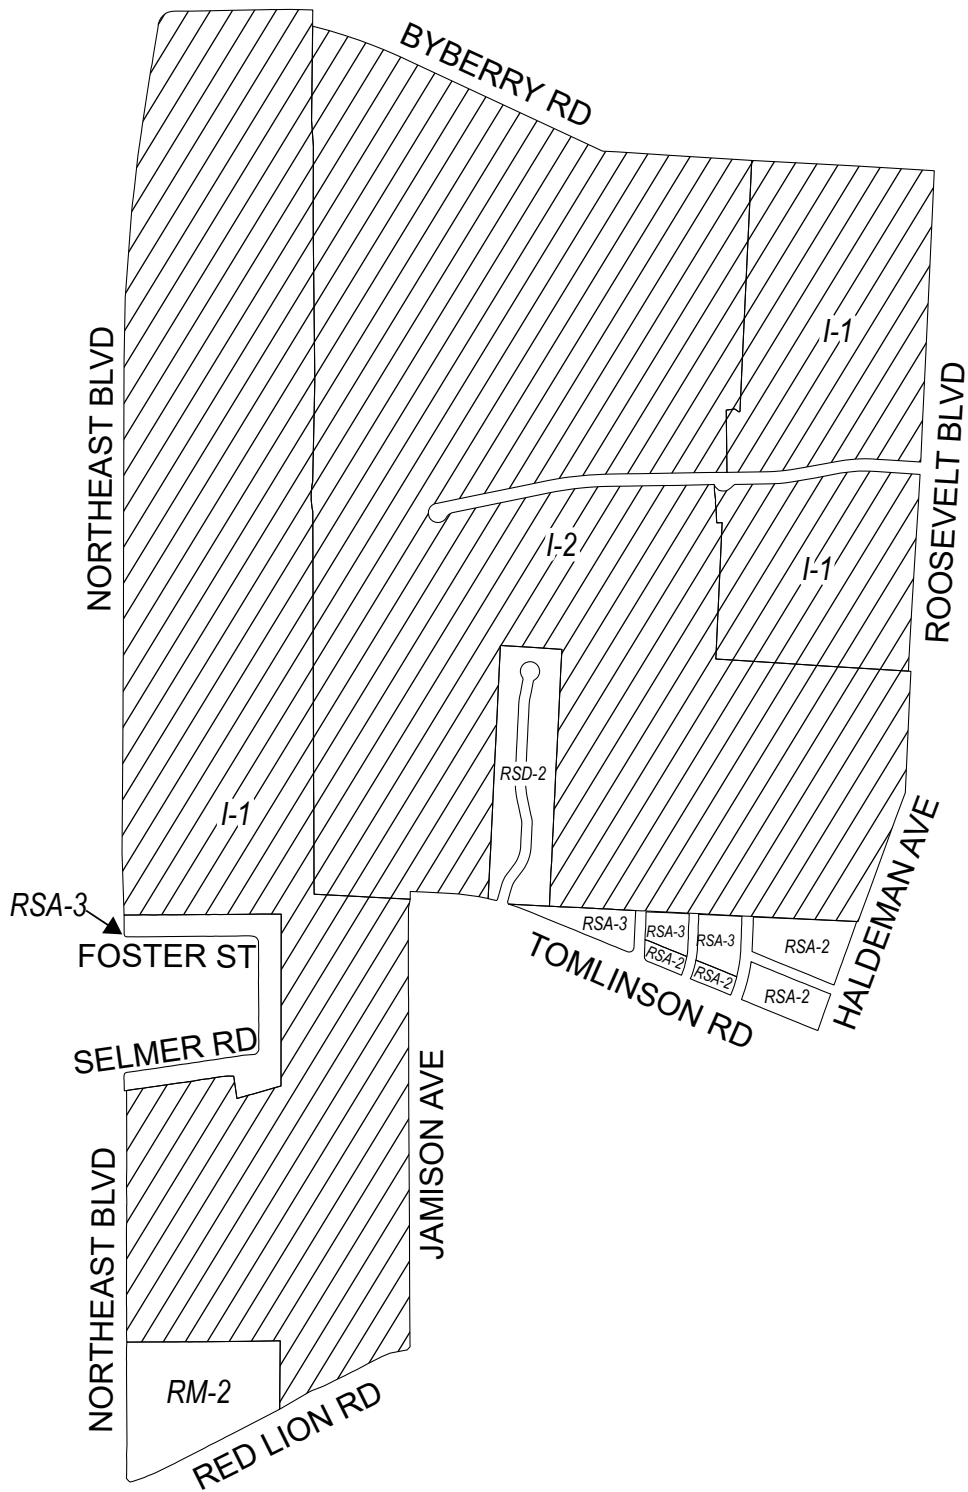 BYBERRY RD
I-1
NORTHEAST BLVD
ROOSEVELT BLVD
I-2
I-1
RSD-2
I-1
HALDEMAN AVE
RSA-3
FOSTER ST
RSA-3
RSA-3
RSA-3
RSA-2
RSA-2
RSA-2
RSA-2
TOMLINSON RD
SELMER RD
JAMISON AVE
NORTHEAST BLVD
RM-2
RED LION RD